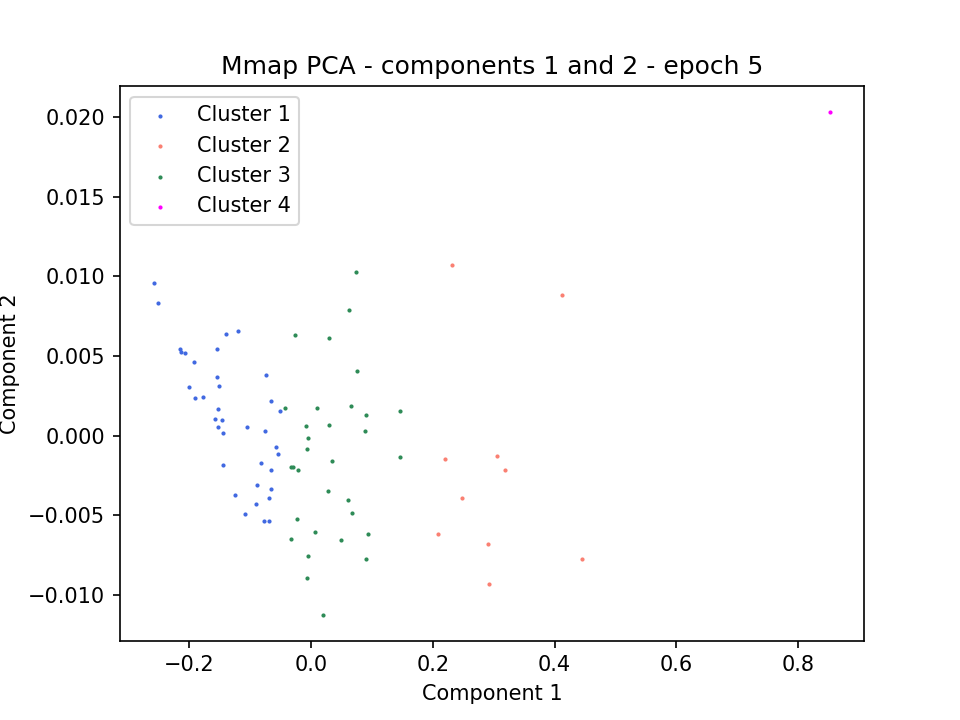 Mmap PCA - components 1 and 2 - epoch 5
Cluster 1
Cluster 2
Cluster 3
Cluster 4
0.020
0.015
0.010
0.005
0.000
−0.005
−0.010
Component 2
−0.2
0.0
0.2
0.4
0.6
0.8
Component 1